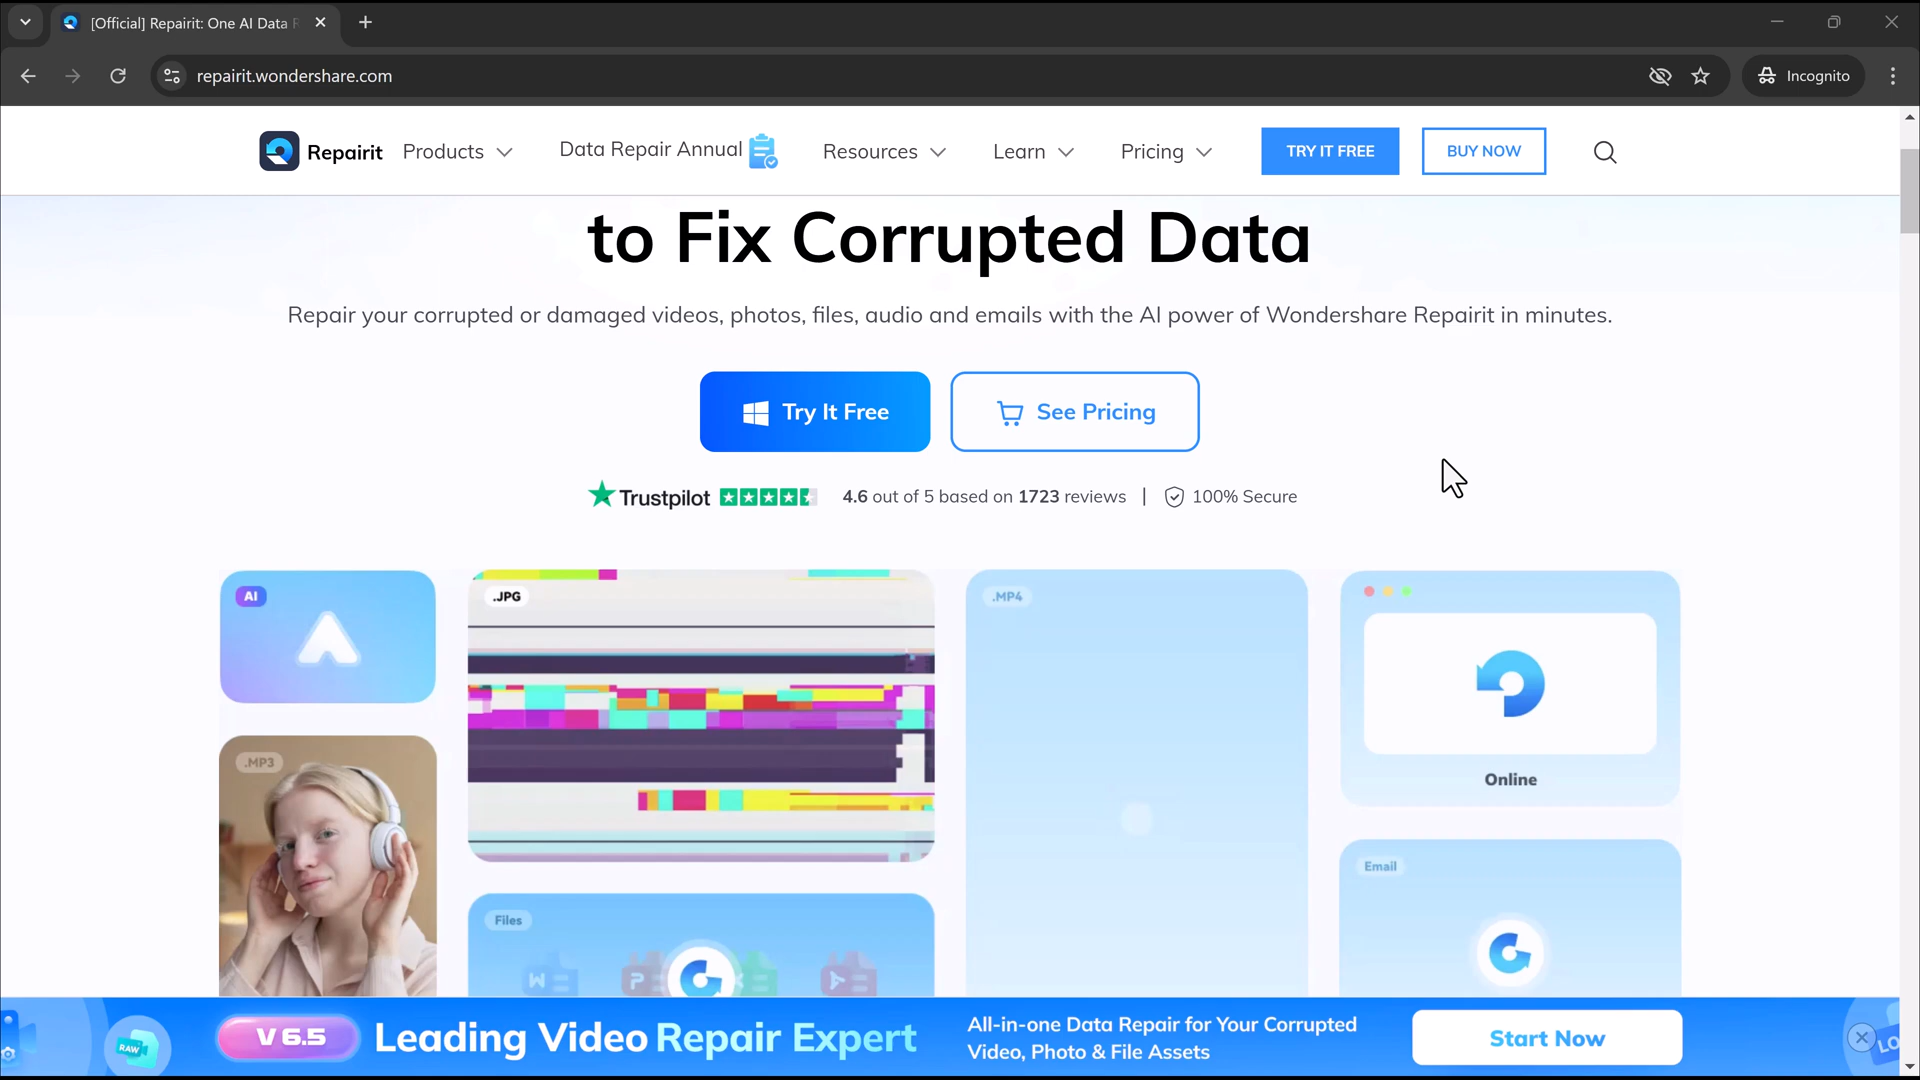 [Official] Repairit: One AI Data R
repairit.wondershare.com
Incognito
Repairit
Products
Data Repair Annual
Resources
Learn
Pricing
TRY IT FREE
BUY NOW
to Fix Corrupted Data
Repair your corrupted or damaged videos, photos, files, audio and emails with the AI power of Wondershare Repairit in minutes.
Try It Free
See Pricing
Trustpilot
4.6 out of 5 based on 1723 reviews
100% Secure
AI
.JPG
.MP4
Online
.MP3
Email
Files
W
P
RAW
V 6.5
Leading Video Repair Expert
All-in-one Data Repair for Your Corrupted
Video, Photo & File Assets
Start Now
LO